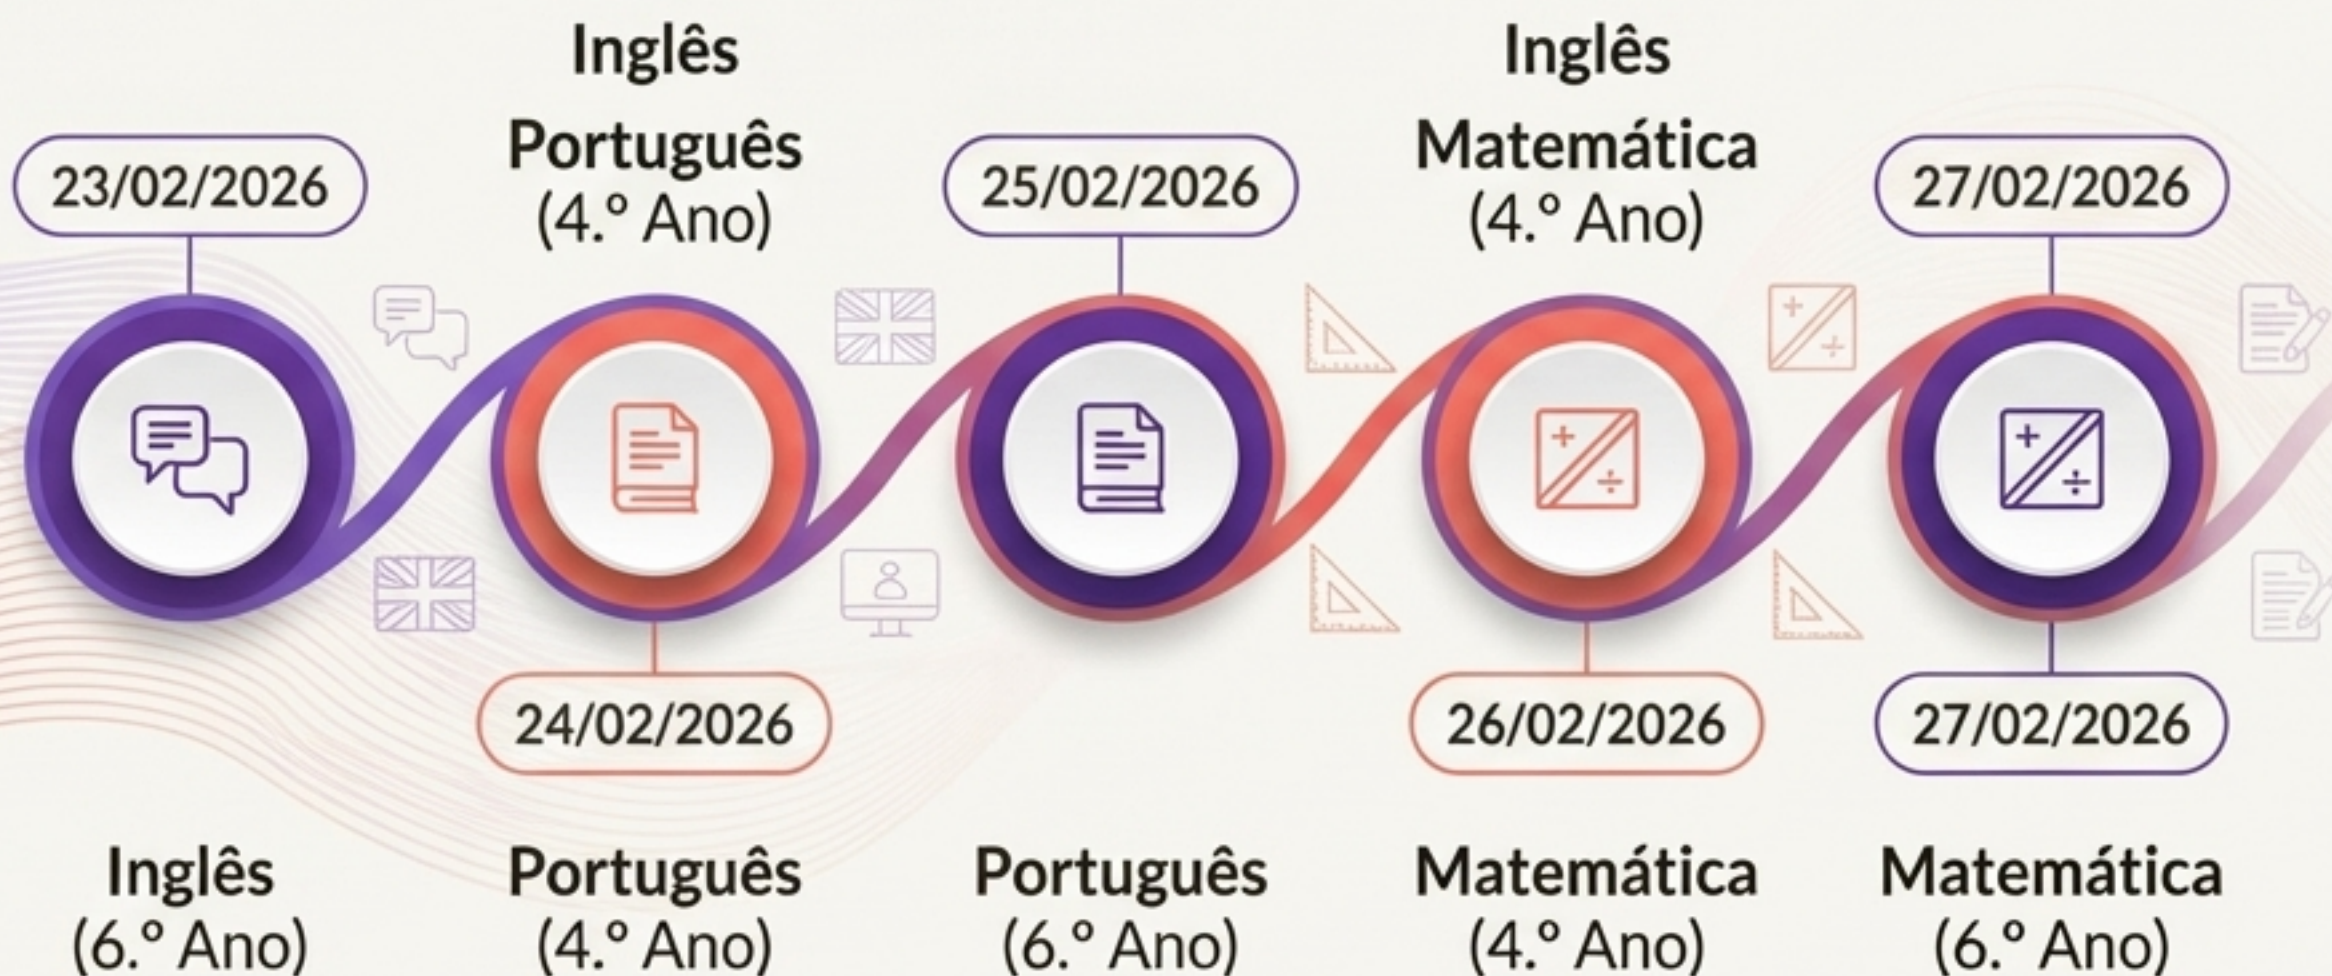 Inglês
Português
(4.º Ano)
Inglês
Matemática
(4.º Ano)
23/02/2026
25/02/2026
27/02/2026
24/02/2026
26/02/2026
27/02/2026
Inglês
(6.º Ano)
Português
(4.º Ano)
Português
(6.º Ano)
Matemática
(4.º Ano)
Matemática
(6.º Ano)